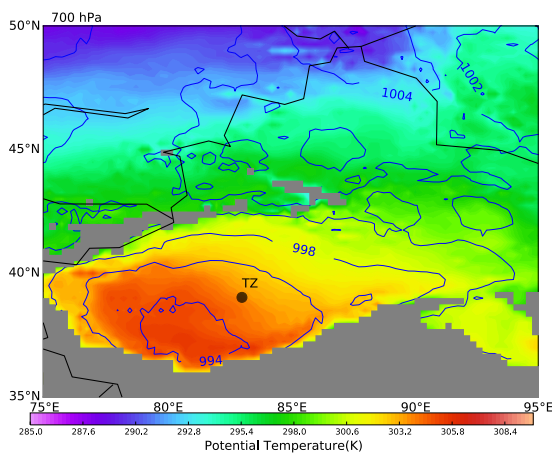 700 hPa
50°N
1002
1004
45°N
998
40°N
TZ
994
35°N
75°E 80°E 85°E 90°E 95°E
285.0 287.6 290.2 292.8 295.4 298.0 300.6 303.2 305.8 308.4
Potential Temperature(K)